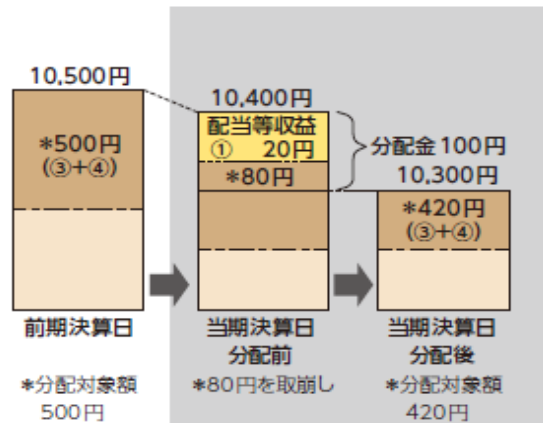 10,500円
*500円
(③+④)
前期決算日
*分配対象額
500円
10,400円
配当等収益
① 20円
*80円
当期決算日
分配前
*80円を取崩し
分配金100円
10,300円
*420円
(③+④)
当期決算日
分配後
*分配対象額
420円